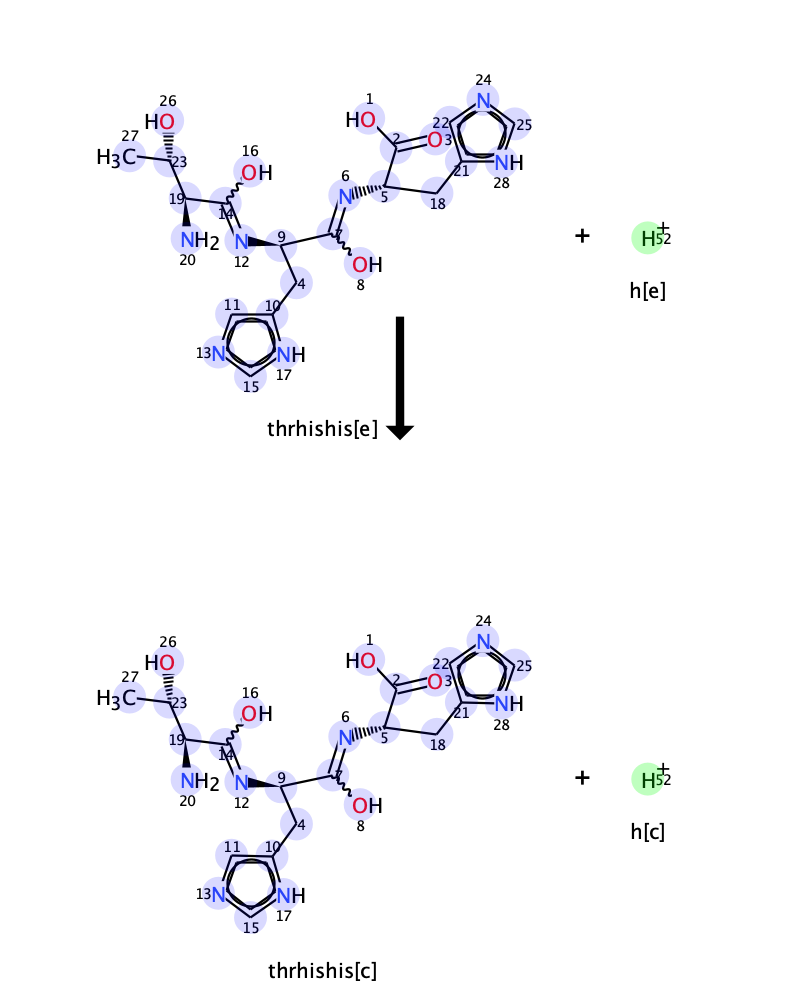 24
26
1
HO
HO
N
22
25
27
16
2
O
3
H3C
23
OH
21
NH
6
28
19
14
N
5
18
NH2
N
9
7
+
H+
52
20
12
OH
h[e]
4
8
11
10
13
N
NH
17
15
thrhishis[e]
24
26
1
HO
HO
N
22
25
27
16
2
O
3
H3C
23
OH
21
NH
6
28
19
14
N
5
18
NH2
N
9
7
+
H+
52
20
12
OH
h[c]
4
8
11
10
13
N
NH
17
15
thrhishis[c]